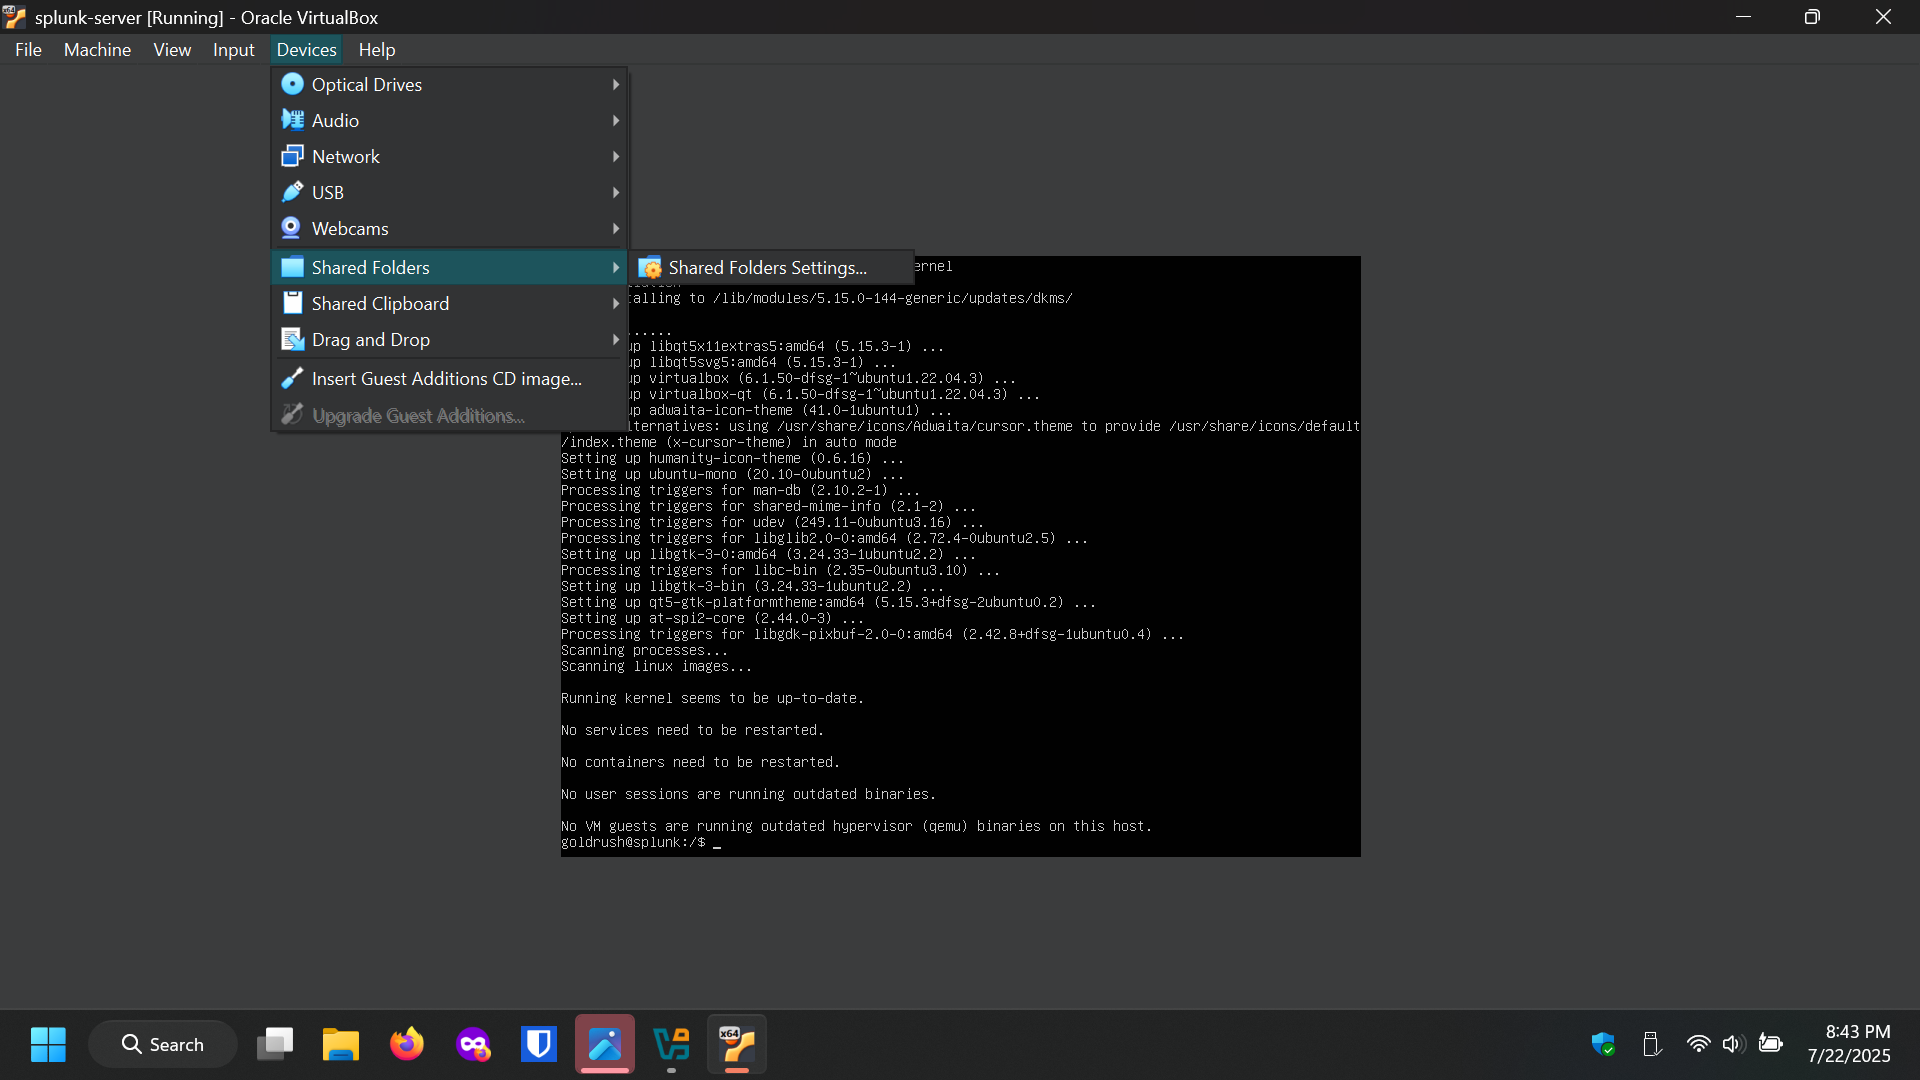 splunk-server [Running] - Oracle VirtualBox
File Machine View Input Devices Help
Optical Drives
Audio
Network
USB
Webcams
Shared Folders
Shared Folders Settings...
Shared Clipboard
Drag and Drop
Insert Guest Additions CD image...
Upgrade Guest Additions...
ernel
alling to /lib/modules/5.15.0-144-generic/updates/dkms/
......
up libqt5x11extras5:amd64 (5.15.3-1) ...
up libqt5svg5:amd64 (5.15.3-1) ...
up virtualbox (6.1.50-dfsg-1~ubuntu1.22.04.3) ...
up virtualbox-qt (6.1.50-dfsg-1~ubuntu1.22.04.3) ...
up adwaita-icon-theme (41.0-1ubuntu1) ...
lternatives: using /usr/share/icons/Adwaita/cursor.theme to provide /usr/share/icons/default
/index.theme (x-cursor-theme) in auto mode
Setting up humanity-icon-theme (0.6.16) ...
Setting up ubuntu-mono (20.10-0ubuntu2) ...
Processing triggers for man-db (2.10.2-1) ...
Processing triggers for shared-mime-info (2.1-2) ...
Processing triggers for udev (249.11-0ubuntu3.16) ...
Processing triggers for libglib2.0-0:amd64 (2.72.4-0ubuntu2.5) ...
Setting up libgtk-3-0:amd64 (3.24.33-1ubuntu2.2) ...
Processing triggers for libc-bin (2.35-0ubuntu3.10) ...
Setting up libgtk-3-bin (3.24.33-1ubuntu2.2) ...
Setting up qt5-gtk-platformtheme:amd64 (5.15.3+dfsg-2ubuntu0.2) ...
Setting up at-spi2-core (2.44.0-3) ...
Processing triggers for libgdk-pixbuf-2.0-0:amd64 (2.42.8+dfsg-1ubuntu0.4) ...
Scanning processes...
Scanning linux images...
Running kernel seems to be up-to-date.
No services need to be restarted.
No containers need to be restarted.
No user sessions are running outdated binaries.
No VM guests are running outdated hypervisor (qemu) binaries on this host.
goldrush@splunk:/$ _
Search
x64
8:43 PM
7/22/2025